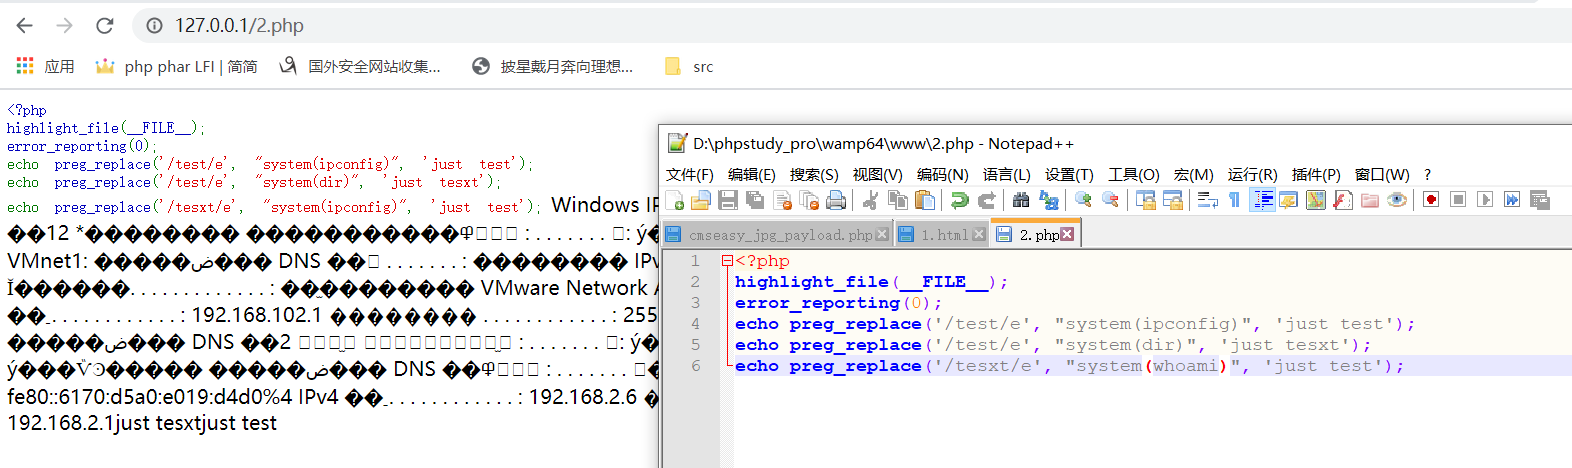 127.0.0.1/2.php
应用 php phar LFI | 简简 国外安全网站收集... 披星戴月奔向理想... src
<?php
highlight_file(__FILE__);
error_reporting(0);
echo preg_replace('/test/e', "system(ipconfig)", 'just test');
echo preg_replace('/test/e', "system(dir)", 'just tesxt');
echo preg_replace('/tesxt/e', "system(ipconfig)", 'just test'); Windows IP
12 *
VMnet1: DNS . . . . . . . : IPv
. . . . . . . . . . . . . : VMware Network A
. . . . . . . . . . . . : 192.168.102.1 . . . . . . . . . . . . : 255
DNS 2 : . . . . . . .
DNS : . . . . . . .
fe80::6170:d5a0:e019:d4d0%4 IPv4 . . . . . . . . . . . . : 192.168.2.6
192.168.2.1just tesxtjust test
D:\phpstudy_pro\wamp64\www\2.php - Notepad++
文件(F) 编辑(E) 搜索(S) 视图(V) 编码(N) 语言(L) 设置(T) 工具(O) 宏(M) 运行(R) 插件(P) 窗口(W) ?
cmseasy_jpg_payload.php 1.html 2.php
1 <?php
2 highlight_file(__FILE__);
3 error_reporting(0);
4 echo preg_replace('/test/e', "system(ipconfig)", 'just test');
5 echo preg_replace('/test/e', "system(dir)", 'just tesxt');
6 echo preg_replace('/tesxt/e', "system(whoami)", 'just test');